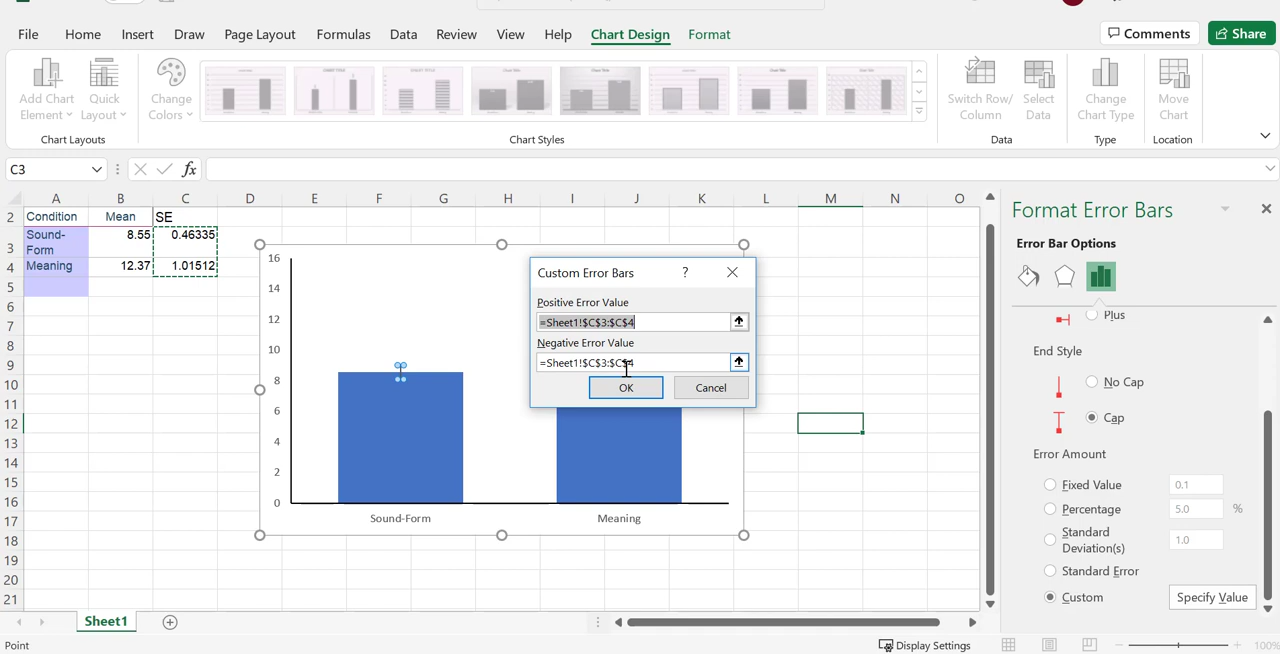 File Home Insert Draw Page Layout Formulas Data Review View Help Chart Design Format Comments Share
Add Chart Element Quick Layout Change Colors Switch Row/ Column Select Data Change Chart Type Move Chart
Chart Layouts Chart Styles Data Type Location
C3 fx
A B C D E F G H I J K L M N O
2 Condition Mean SE
3 Sound-Form 8.55 0.46335
4 Meaning 12.37 1.01512
5
6
7
8
9
10
11
12
13
14
15
16
17
18
19
20
21
16
14
12
10
8
6
4
2
0
Sound-Form Meaning
Custom Error Bars ?
Positive Error Value
=Sheet1!$C$3:$C$4
Negative Error Value
=Sheet1!$C$3:$C$4
OK Cancel
Format Error Bars
Error Bar Options
Plus
End Style
No Cap
Cap
Error Amount
Fixed Value 0.1
Percentage 5.0 %
Standard
Deviation(s) 1.0
Standard Error
Custom Specify Value
Sheet1
Point Display Settings 100%